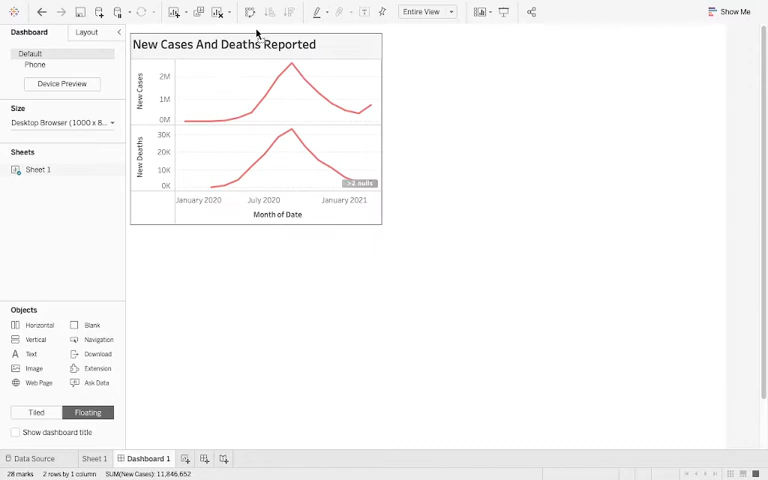 Entire View
Show Me
Dashboard
Layout
Default
Phone
Device Preview
Size
Desktop Browser (1000 x 8...
Sheets
Sheet 1
New Cases And Deaths Reported
New Cases
2M
1M
0M
New Deaths
30K
20K
10K
0K
>2 nulls
January 2020
July 2020
January 2021
Month of Date
Objects
Horizontal
Blank
Vertical
Navigation
Text
Download
Image
Extension
Web Page
Ask Data
Tiled
Floating
Show dashboard title
Data Source
Sheet 1
Dashboard 1
28 marks
2 rows by 1 column
SUM(New Cases): 11,846,652